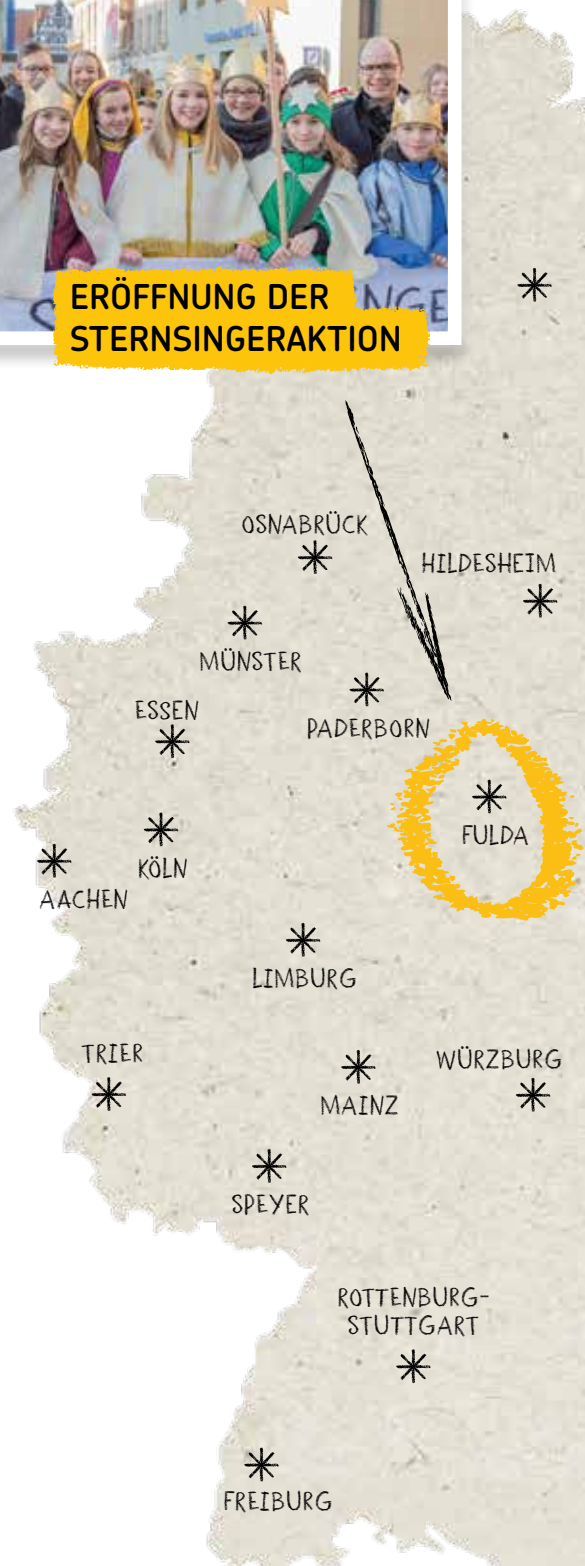 ERÖFFNUNG DER
STERNSINGERAKTION
OSNABRÜCK
HILDESHEIM
MÜNSTER
PADERBORN
ESSEN
FULDA
KÖLN
AACHEN
LIMBURG
TRIER
WÜRZBURG
MAINZ
SPEYER
ROTTENBURG-
STUTTGART
FREIBURG